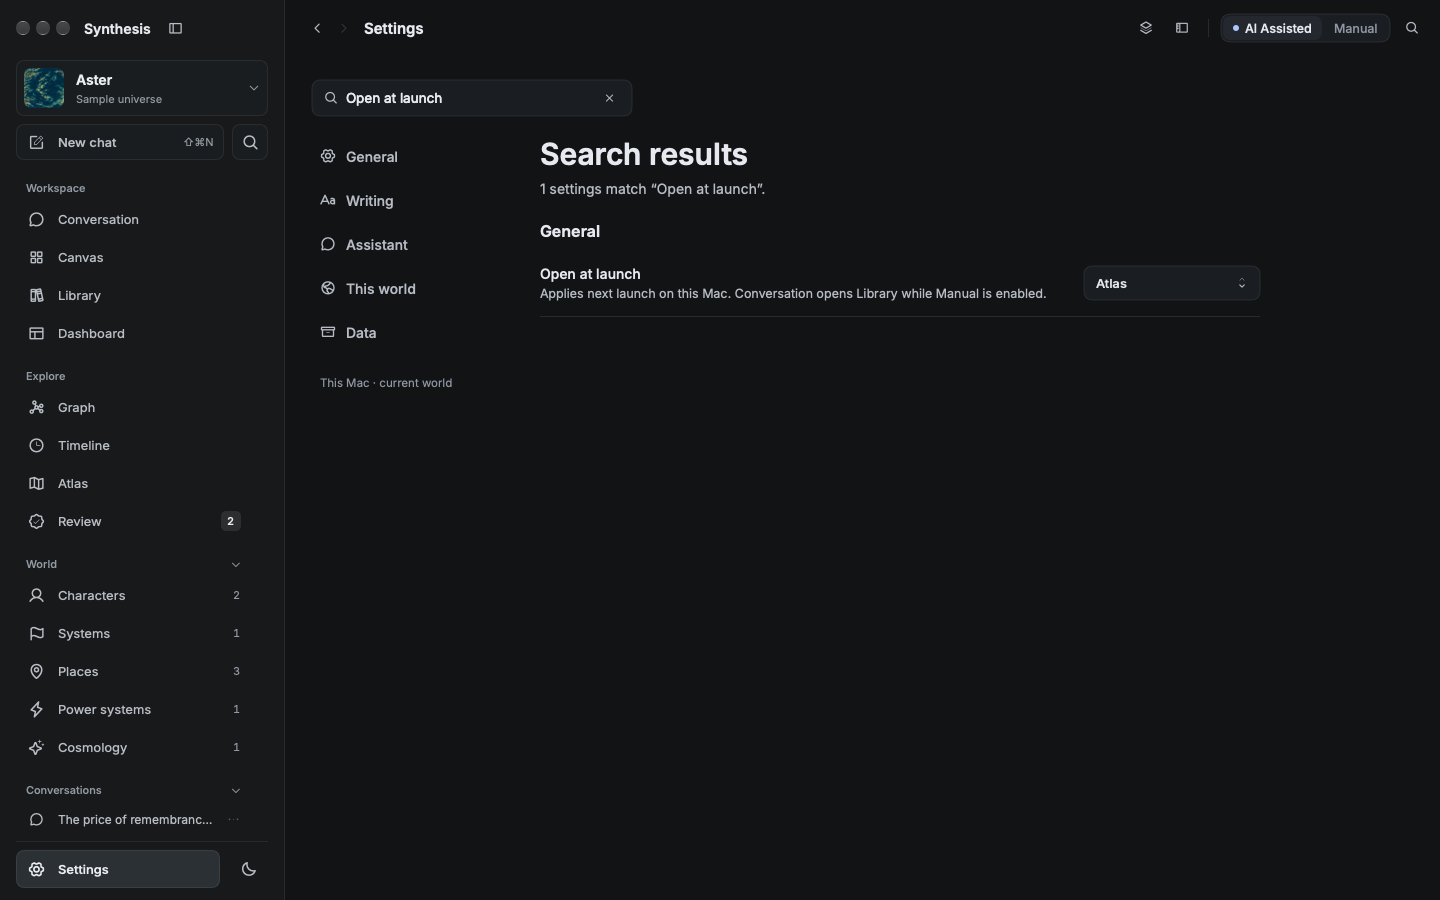 Synthesis
Aster
Sample universe
New chat ⇧⌘N
Workspace
Conversation
Canvas
Library
Dashboard
Explore
Graph
Timeline
Atlas
Review 2
World
Characters 2
Systems 1
Places 3
Power systems 1
Cosmology 1
Conversations
The price of remembranc... ...
Settings
Settings
AI Assisted Manual
Open at launch
General
Aa Writing
Assistant
This world
Data
This Mac · current world
Search results
1 settings match “Open at launch”.
General
Open at launch
Applies next launch on this Mac. Conversation opens Library while Manual is enabled.
Atlas